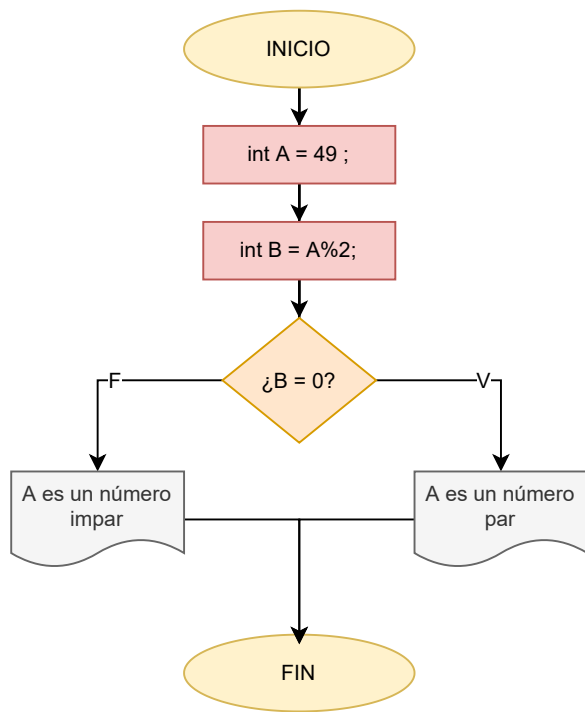 INICIO
int A = 49 ;
int B = A%2;
¿B = 0?
F
V
A es un número
impar
A es un número
par
FIN